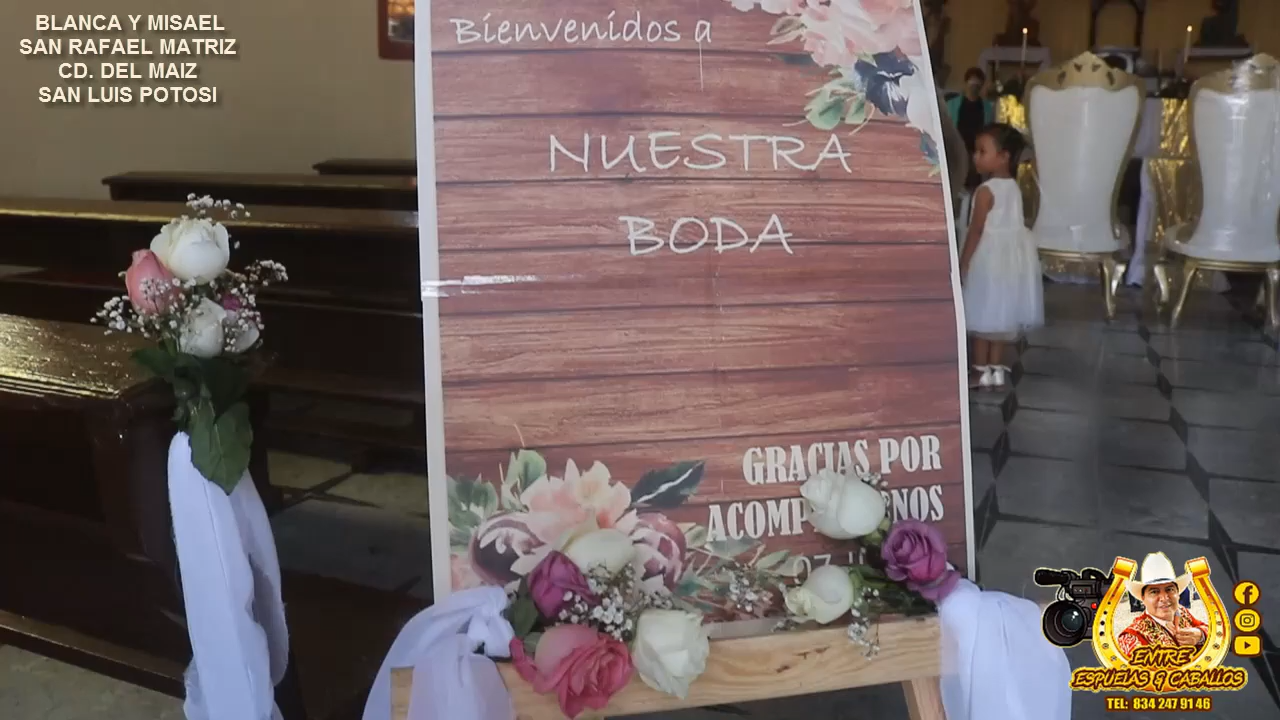 BLANCA Y MISAEL
SAN RAFAEL MATRIZ
CD. DEL MAIZ
SAN LUIS POTOSI
Bienvenidos a
NUESTRA
BODA
GRACIAS POR
07
ENTRE
ESPUELAS Y CABALLOS
TEL: 834 247 91 46